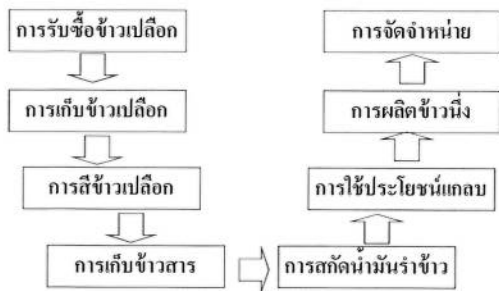 การรับซื้อข้าวเปลือก
การเก็บข้าวเปลือก
การสีข้าวเปลือก
การเก็บข้าวสาร
การสกัดน้ำมันรำข้าว
การใช้ประโยชน์แกลบ
การผลิตข้าวนึ่ง
การจัดจำหน่าย